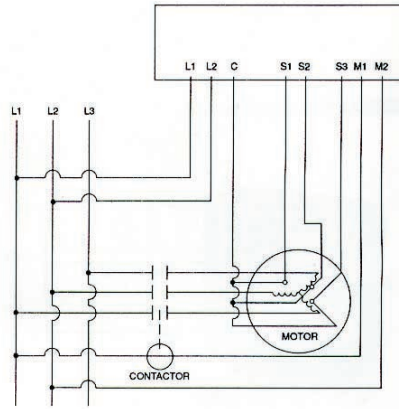 L1 L2 C S1 S2 S3 M1 M2
L1 L2 L3
MOTOR
CONTACTOR